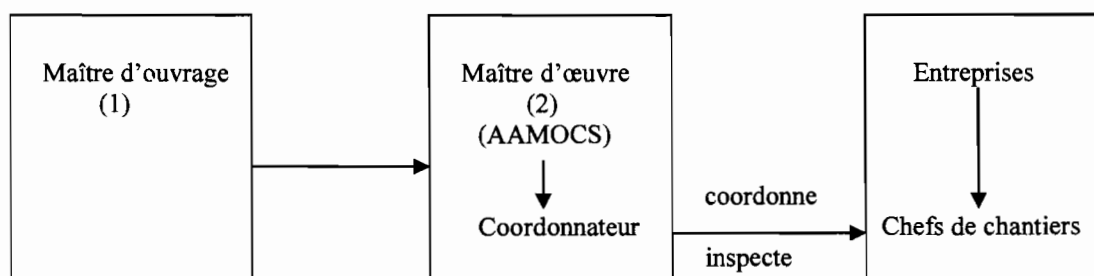 Maître d'ouvrage
(1)
Maître d'œuvre
(2)
(AAMOCS)
Coordonnateur
coordonne
inspecte
Entreprises
Chefs de chantiers